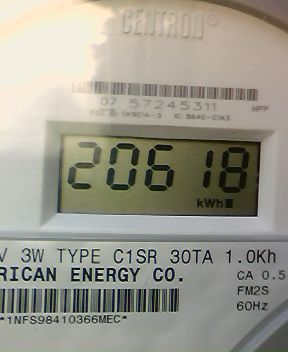 CENTRON®
07 57245311
20618
kWh
V 3W TYPE C1SR 30TA 1.0Kh
RICAN ENERGY CO.
CA 0.5
FM2S
60Hz
*1NFS98410366MEC*